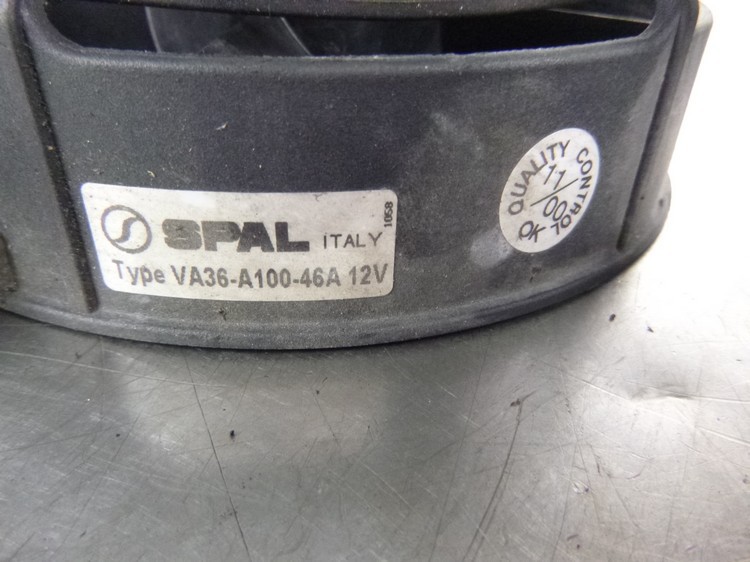 SPAL ITALY
1058
Type VA36-A100-46A 12V
QUALITY CONTROL
11/00
OK